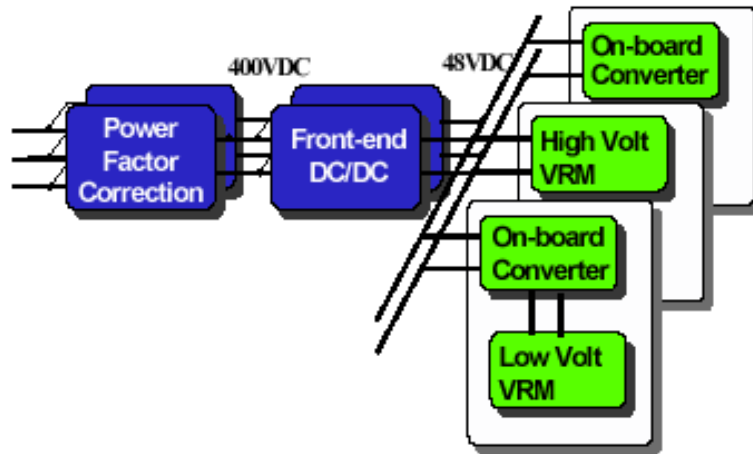 400VDC
48VDC
Power
Factor
Correction
Front-end
DC/DC
On-board
Converter
High Volt
VRM
On-board
Converter
Low Volt
VRM